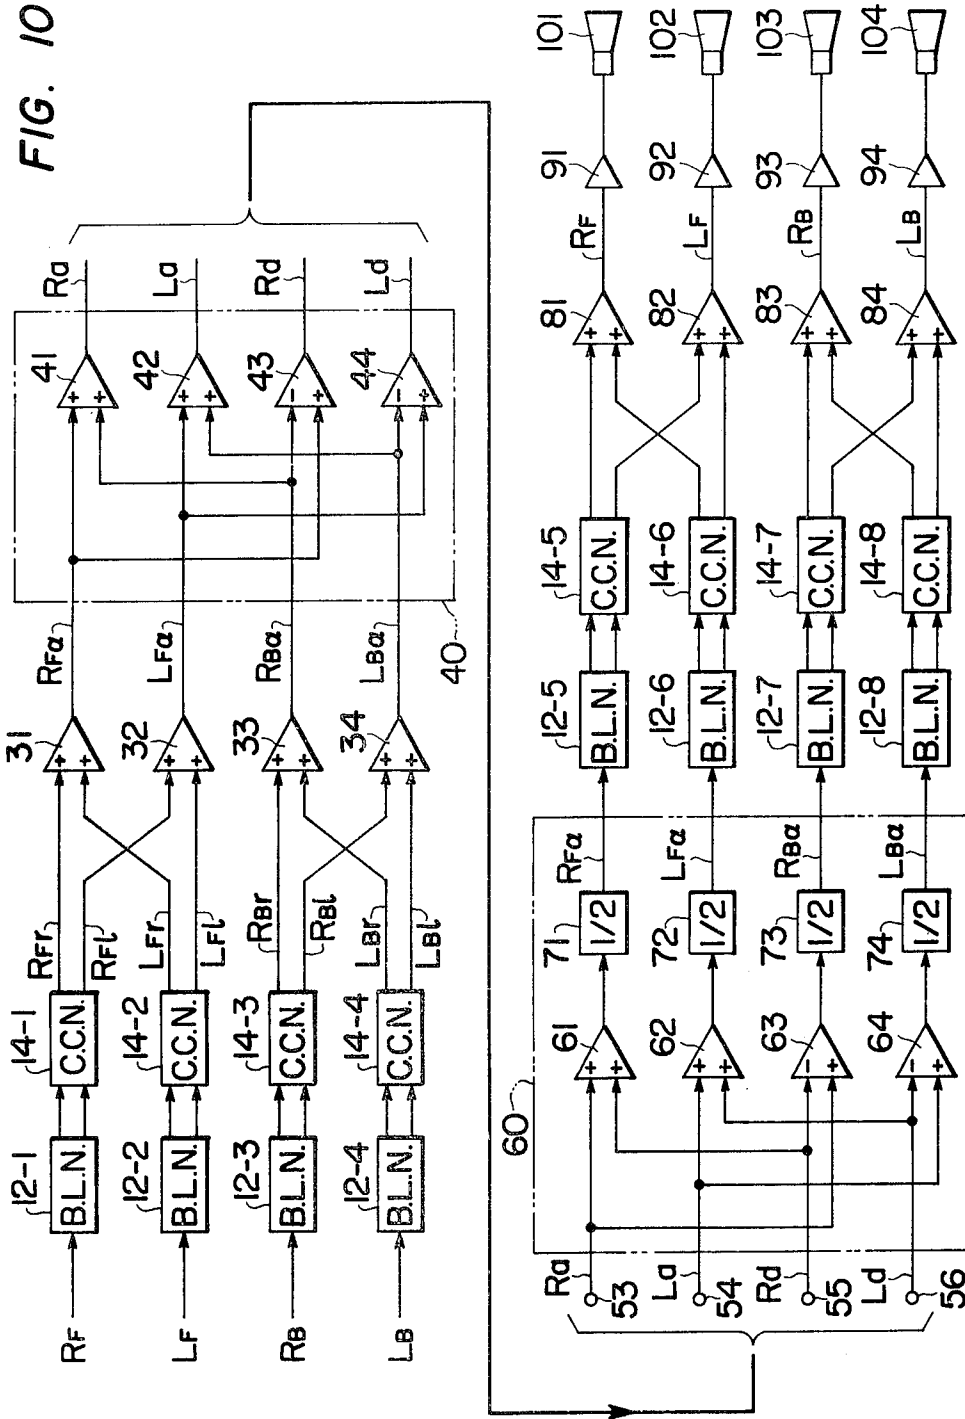 FIG. 10
RF
12-1
B.L.N.
14-1
C.C.N.
RFr
RFl
31
+
+
RFα
41
+
+
Ra
LF
12-2
B.L.N.
14-2
C.C.N.
LFr
LFl
32
+
+
LFα
42
+
+
La
RB
12-3
B.L.N.
14-3
C.C.N.
RBr
RBl
33
+
+
RBα
43
-
+
Rd
LB
12-4
B.L.N.
14-4
C.C.N.
LBr
LBl
34
+
+
LBα
44
-
+
Ld
40
60
Ra
53
61
+
+
71
1/2
RFα
12-5
B.L.N.
14-5
C.C.N.
81
+
+
RF
91
101
La
54
62
+
+
72
1/2
LFα
12-6
B.L.N.
14-6
C.C.N.
82
+
+
LF
92
102
Rd
55
63
-
+
73
1/2
RBα
12-7
B.L.N.
14-7
C.C.N.
83
+
+
RB
93
103
Ld
56
64
-
+
74
1/2
LBα
12-8
B.L.N.
14-8
C.C.N.
84
+
+
LB
94
104